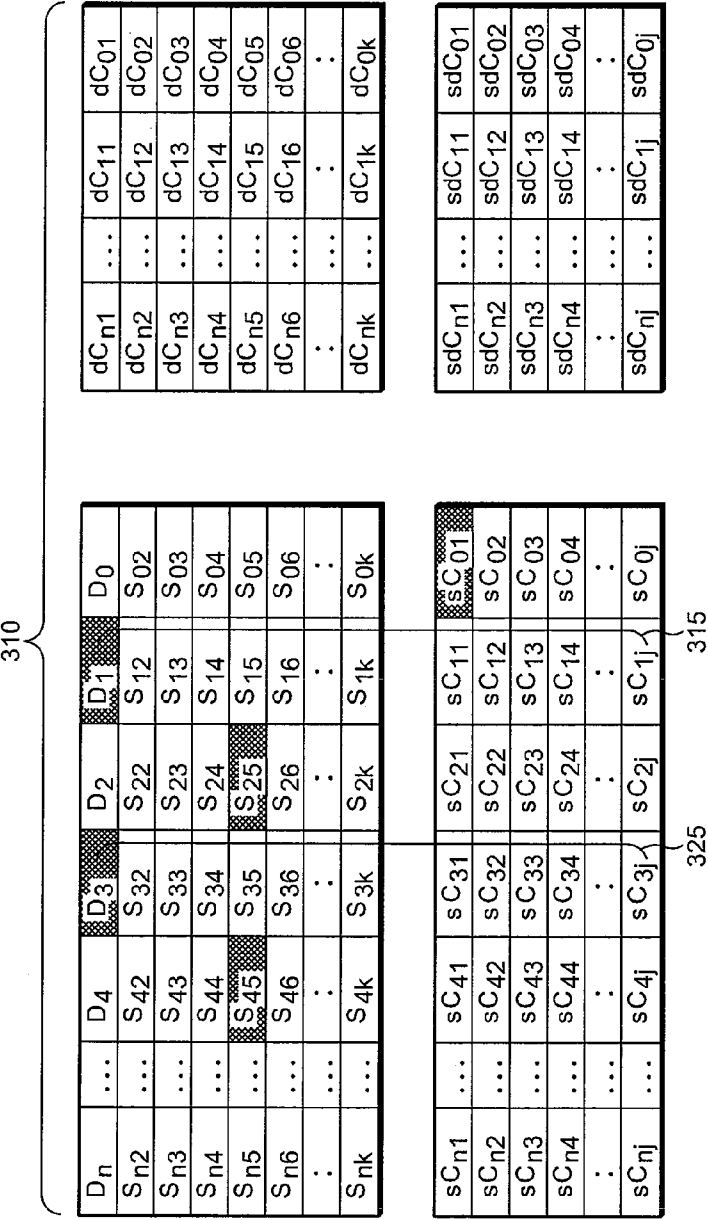 310
Dn ... D4 D3 D2 D1 D0 dCn1 ... dC11 dC01
Sn2 ... S42 S32 S22 S12 S02 dCn2 ... dC12 dC02
Sn3 ... S43 S33 S23 S13 S03 dCn3 ... dC13 dC03
Sn4 ... S44 S34 S24 S14 S04 dCn4 ... dC14 dC04
Sn5 ... S45 S35 S25 S15 S05 dCn5 ... dC15 dC05
Sn6 ... S46 S36 S26 S16 S06 dCn6 ... dC16 dC06
: ... : : : : : : ... : :
Snk ... S4k S3k S2k S1k S0k dCnk ... dC1k dC0k
sCn1 ... sC41 sC31 sC21 sC11 sC01 sdCn1 ... sdC11 sdC01
sCn2 ... sC42 sC32 sC22 sC12 sC02 sdCn2 ... sdC12 sdC02
sCn3 ... sC43 sC33 sC23 sC13 sC03 sdCn3 ... sdC13 sdC03
sCn4 ... sC44 sC34 sC24 sC14 sC04 sdCn4 ... sdC14 sdC04
: ... : : : : : : ... : :
sCnj ... sC4j sC3j sC2j sC1j sC0j sdCnj ... sdC1j sdC0j
325 315